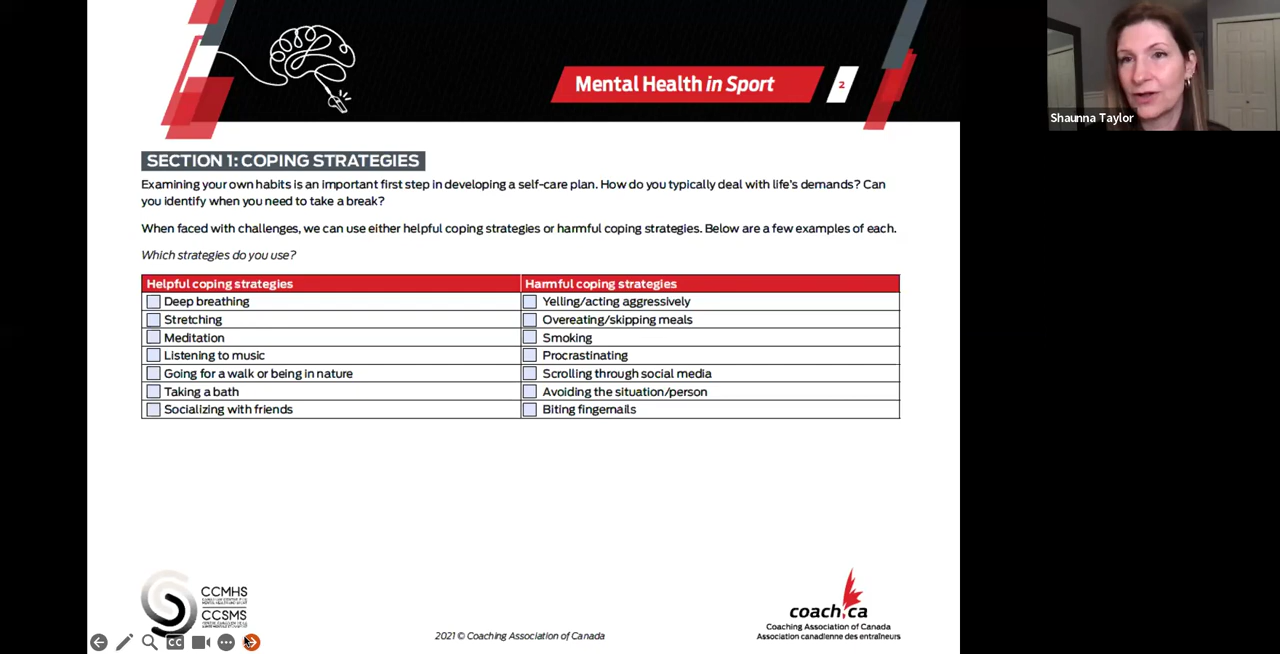 Mental Health in Sport
2
Shaunna Taylor
SECTION 1: COPING STRATEGIES
Examining your own habits is an important first step in developing a self-care plan. How do you typically deal with life's demands? Can
you identify when you need to take a break?
When faced with challenges, we can use either helpful coping strategies or harmful coping strategies. Below are a few examples of each.
Which strategies do you use?
Helpful coping strategies
Harmful coping strategies
Deep breathing
Yelling/acting aggressively
Stretching
Overeating/skipping meals
Meditation
Smoking
Listening to music
Procrastinating
Going for a walk or being in nature
Scrolling through social media
Taking a bath
Avoiding the situation/person
Socializing with friends
Biting fingernails
CCMHS
CCSMS
CC
2021 © Coaching Association of Canada
coach.ca
Coaching Association of Canada
Association canadienne des entraîneurs